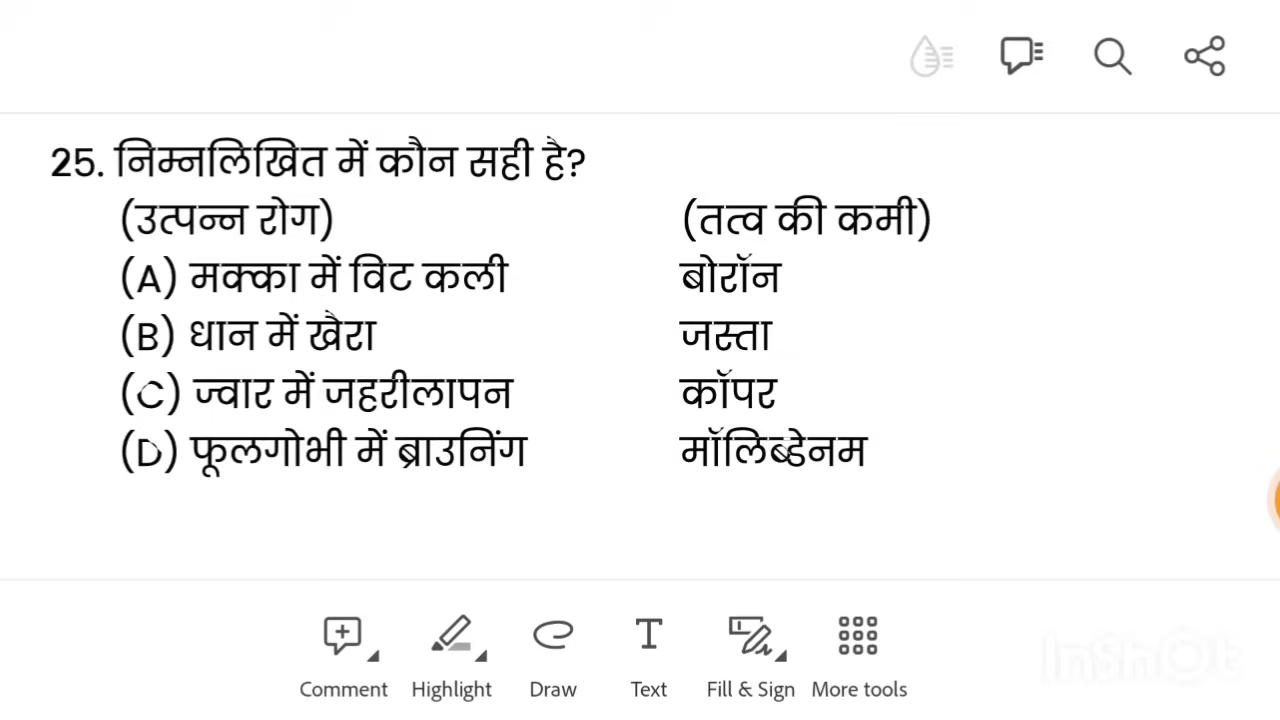 25. निम्नलिखित में कौन सही है?
(उत्पन्न रोग) (तत्व की कमी)
(A) मक्का में विट कली बोरॉन
(B) धान में खैरा जस्ता
(C) ज्वार में जहरीलापन कॉपर
(D) फूलगोभी में ब्राउनिंग मॉलिब्डेनम
Comment Highlight Draw Text Fill & Sign More tools
InShOt